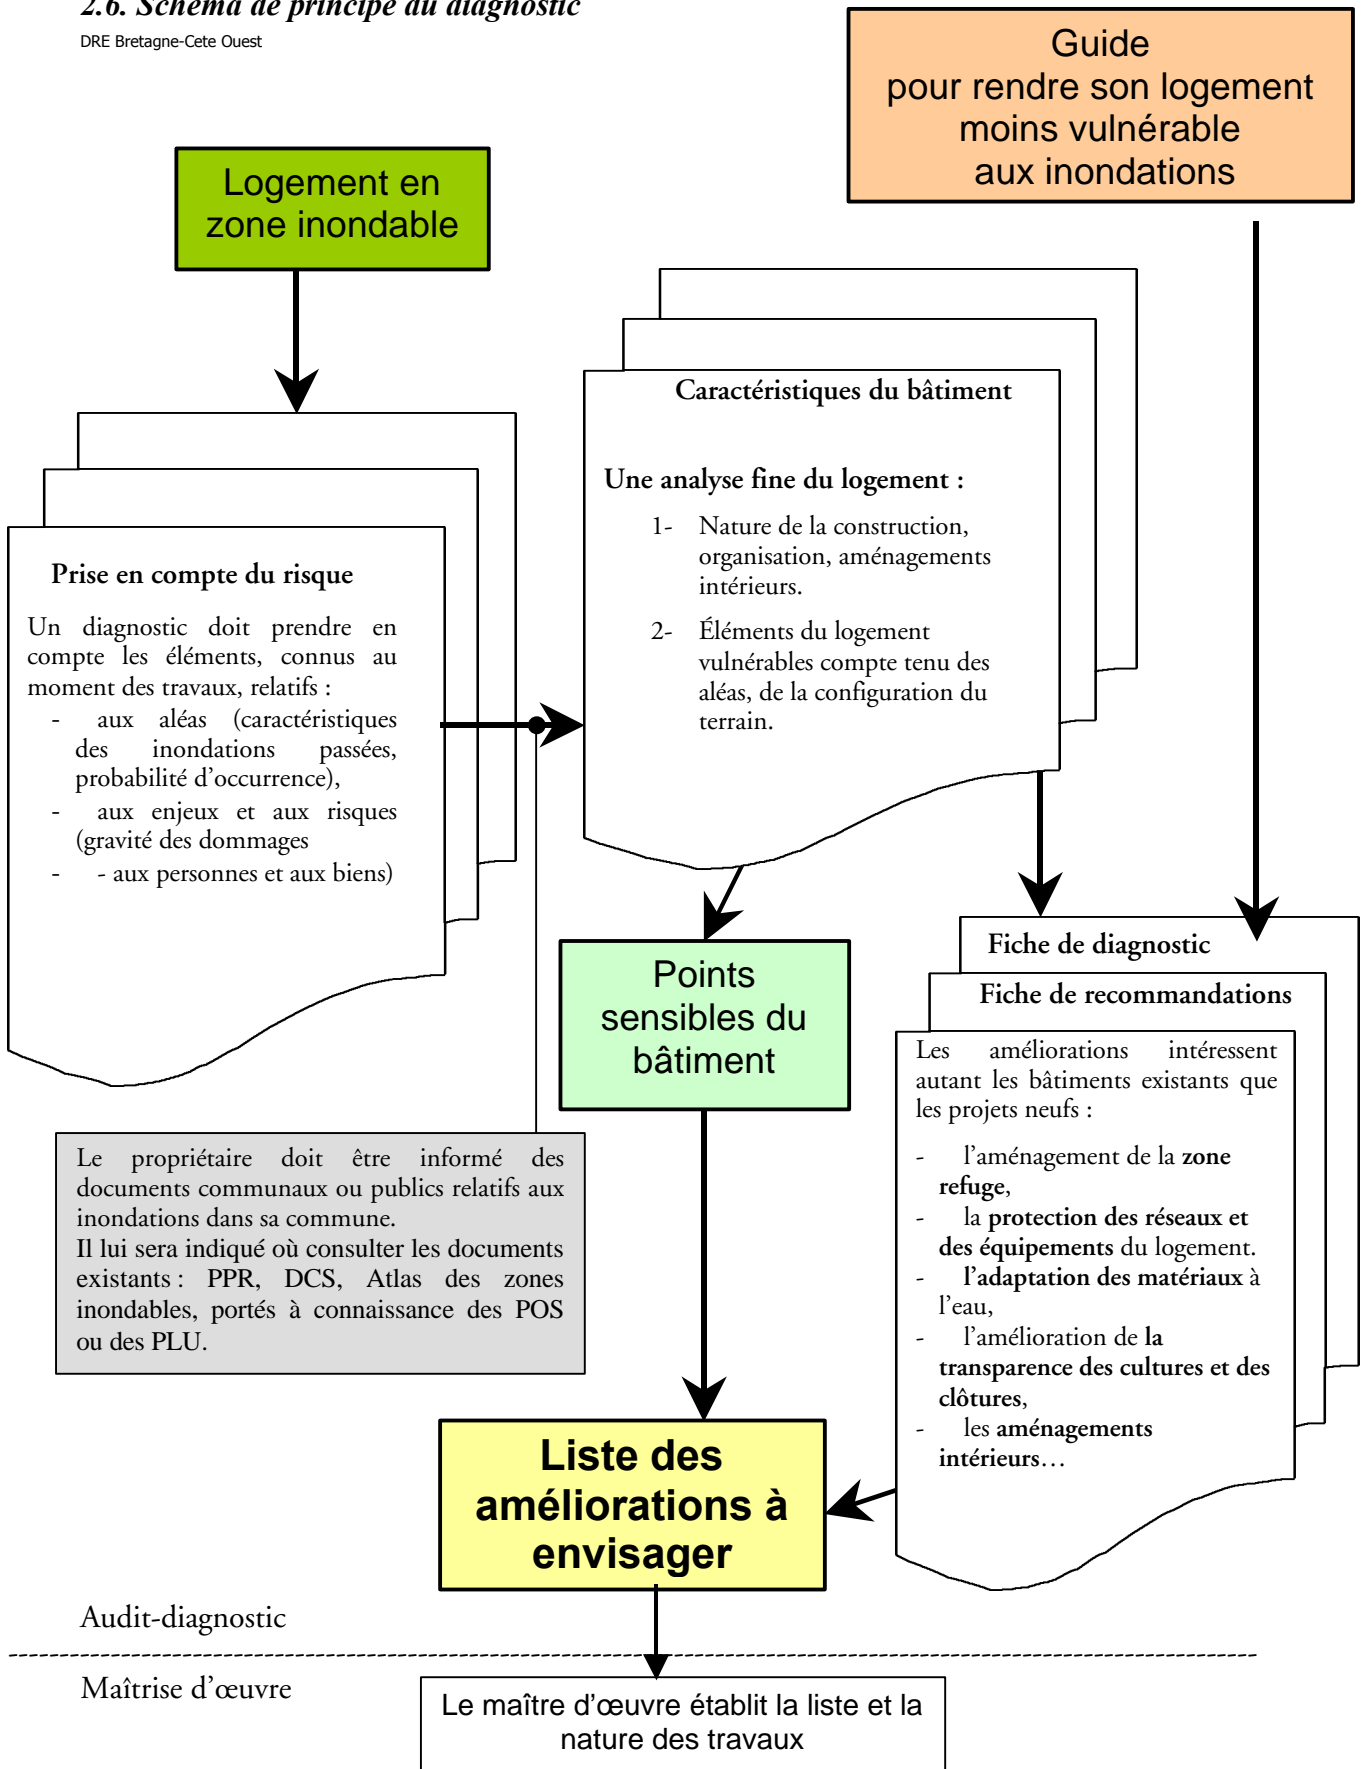 2.6. Schéma de principe du diagnostic
DRE Bretagne-Cete Ouest
Guide
pour rendre son logement
moins vulnérable
aux inondations
Logement en
zone inondable
Caractéristiques du bâtiment
Une analyse fine du logement :
1- Nature de la construction,
organisation, aménagements
intérieurs.
2- Éléments du logement
vulnérables compte tenu des
aléas, de la configuration du
terrain.
Prise en compte du risque
Un diagnostic doit prendre en
compte les éléments, connus au
moment des travaux, relatifs :
- aux aléas (caractéristiques
des inondations passées,
probabilité d’occurrence),
- aux enjeux et aux risques
(gravité des dommages
- - aux personnes et aux biens)
Points
sensibles du
bâtiment
Fiche de diagnostic
Fiche de recommandations
Les améliorations intéressent
autant les bâtiments existants que
les projets neufs :
- l’aménagement de la zone
refuge,
- la protection des réseaux et
des équipements du logement.
- l’adaptation des matériaux à
l’eau,
- l’amélioration de la
transparence des cultures et des
clôtures,
- les aménagements
intérieurs…
Le propriétaire doit être informé des
documents communaux ou publics relatifs aux
inondations dans sa commune.
Il lui sera indiqué où consulter les documents
existants : PPR, DCS, Atlas des zones
inondables, portés à connaissance des POS
ou des PLU.
Liste des
améliorations à
envisager
Audit-diagnostic
Maîtrise d’œuvre
Le maître d’œuvre établit la liste et la
nature des travaux